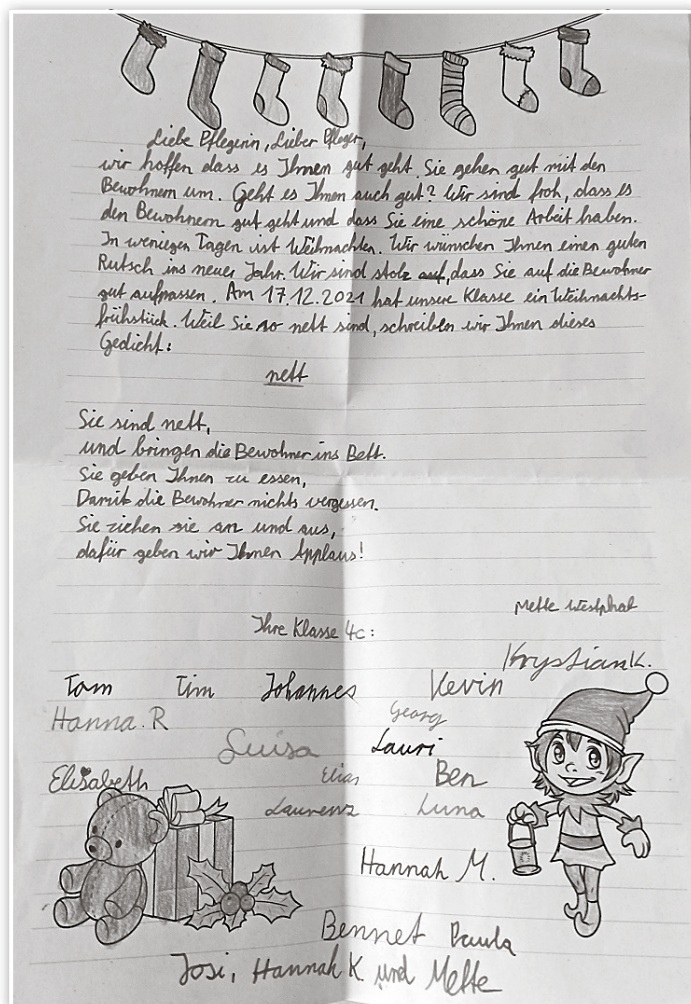 Liebe Pflegerin, Lieber Pfleger,
wir hoffen dass es Ihnen gut geht. Sie gehen gut mit den
Bewohnern um. Geht es Ihnen auch gut? Wir sind froh, dass es
den Bewohnern gut geht und dass Sie eine schöne Arbeit haben.
In weniegen Tagen ist Weihnachten. Wir wünschen Ihnen einen guten
Rutsch ins neuer Jahr. Wir sind stolz auf, dass Sie auf die Bewohner
gut aufpassen. Am 17.12.2021 hat unsere Klasse ein Weihnachts-
frühstück. Weil Sie so nett sind, schreiben wir Ihnen dieses
Gedicht:
nett
Sie sind nett,
und bringen die Bewohner ins Bett.
Sie geben Ihnen zu essen,
Damit die Bewohner nichts vergessen.
Sie ziehen sie an und aus,
dafür geben wir Ihnen Applaus!
Mette Westphal
Ihre Klasse 4c:
Krystian K.
Tom Tim Johannes Kevin
Hanna. R Georg
Luisa Lauri
Elisabeth Elias Ben
Laurenz Luna
Hannah M.
Bennet Paula
Josi, Hannah K und Mette